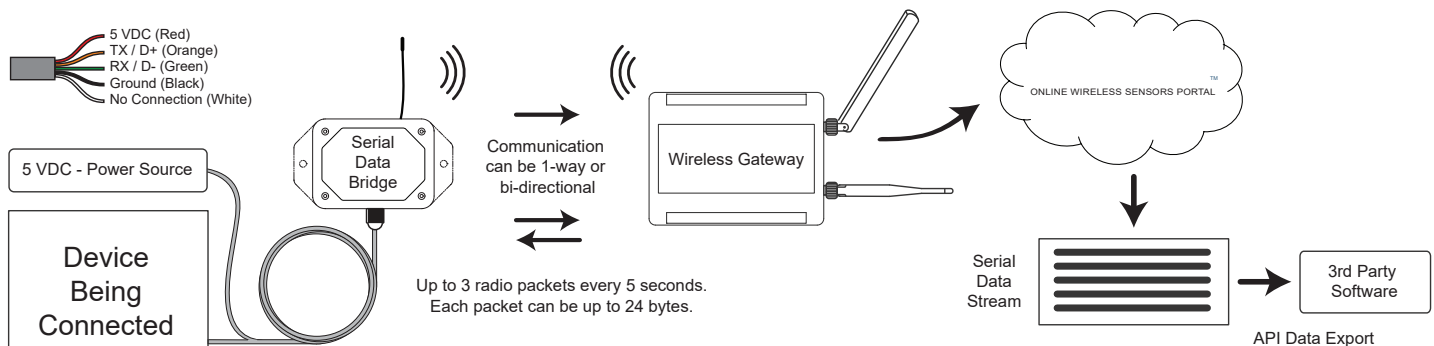 5 VDC (Red)
TX / D+ (Orange)
RX / D- (Green)
Ground (Black)
No Connection (White)
5 VDC - Power Source
Device
Being
Connected
Serial
Data
Bridge
Communication
can be 1-way or
bi-directional
Up to 3 radio packets every 5 seconds.
Each packet can be up to 24 bytes.
Wireless Gateway
TM
ONLINE WIRELESS SENSORS PORTAL
Serial
Data
Stream
3rd Party
Software
API Data Export